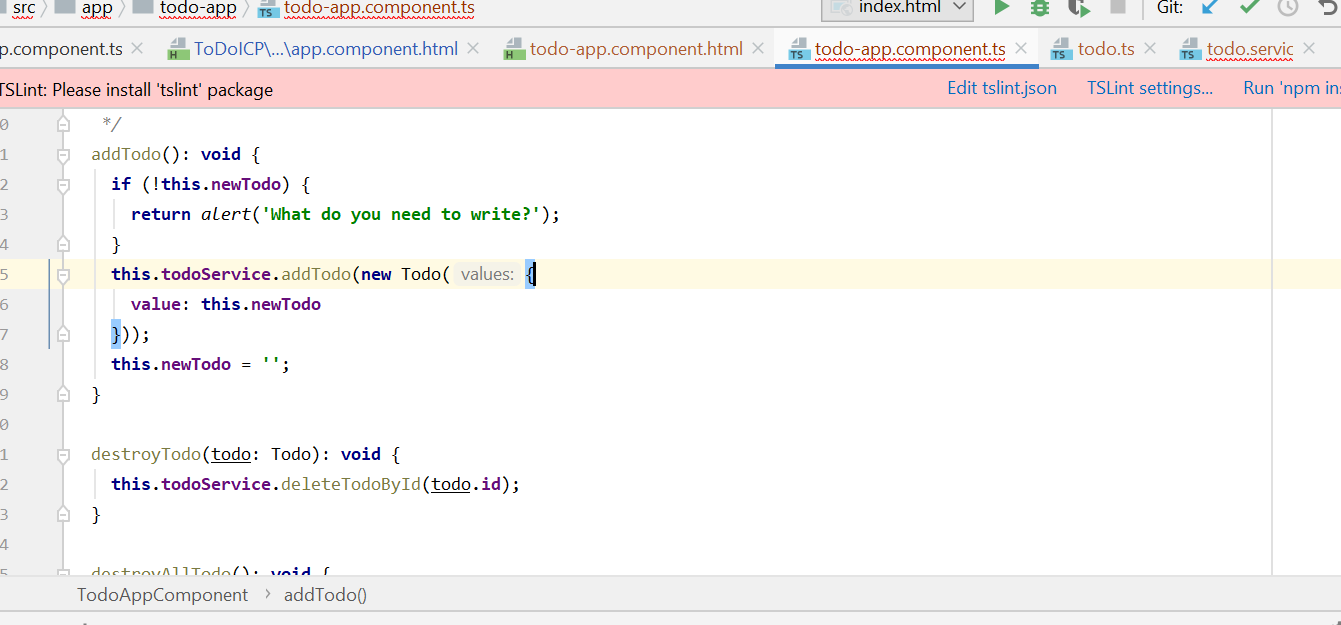 src app todo-app todo-app.component.ts index.html Git:
p.component.ts ToDoICP\...\app.component.html todo-app.component.html todo-app.component.ts todo.ts todo.servic
TSLint: Please install 'tslint' package Edit tslint.json TSLint settings... Run 'npm ins
0 */
1 addTodo(): void {
2 if (!this.newTodo) {
3 return alert('What do you need to write?');
4 }
5 this.todoService.addTodo(new Todo( values: {
6 value: this.newTodo
7 }));
8 this.newTodo = '';
9 }
0
1 destroyTodo(todo: Todo): void {
2 this.todoService.deleteTodoById(todo.id);
3 }
4
5 destroyAllTodo(): void {
TodoAppComponent > addTodo()